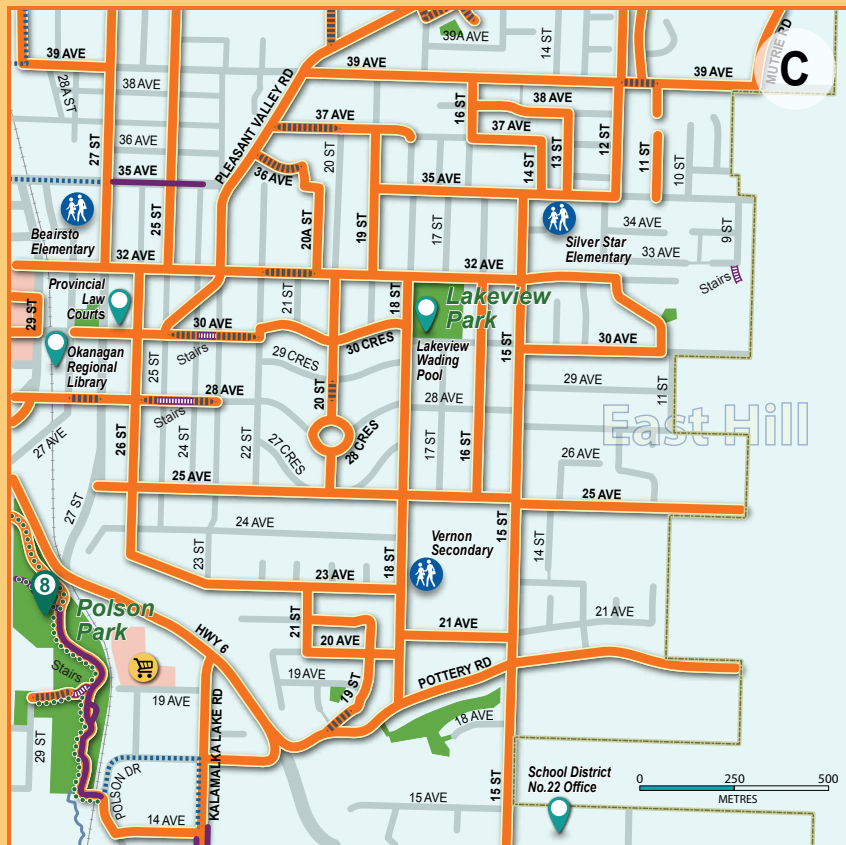 39A AVE
14 ST
MUTRIE RD
C
39 AVE
39 AVE
39 AVE
28A ST
38 AVE
PLEASANT VALLEY RD
16 ST
38 AVE
37 AVE
37 AVE
36 AVE
27 ST
20 ST
12 ST
11 ST
10 ST
14 ST
13 ST
35 AVE
36 AVE
35 AVE
25 ST
20A ST
19 ST
17 ST
Beairsto
Elementary
Silver Star
Elementary
34 AVE
33 AVE
9 ST
32 AVE
32 AVE
Stairs
Provincial
Law
Courts
29 ST
21 ST
18 ST
Lakeview
Park
30 AVE
Stairs
30 CRES
29 CRES
Lakeview
Wading
Pool
15 ST
30 AVE
Okanagan
Regional
Library
25 ST
29 AVE
11 ST
28 AVE
Stairs
20 ST
28 AVE
East Hill
27 AVE
26 ST
24 ST
22 ST
27 CRES
28 CRES
17 ST
16 ST
26 AVE
25 AVE
25 AVE
27 ST
24 AVE
15 ST
14 ST
Vernon
Secondary
23 ST
18 ST
23 AVE
8
Polson
Park
HWY 6
21 ST
20 AVE
21 AVE
21 AVE
Stairs
19 AVE
19 AVE
19 ST
POTTERY RD
18 AVE
29 ST
KALAMALKA LAKE RD
POLSON DR
14 AVE
15 ST
15 AVE
School District
No.22 Office
0 250 500
METRES